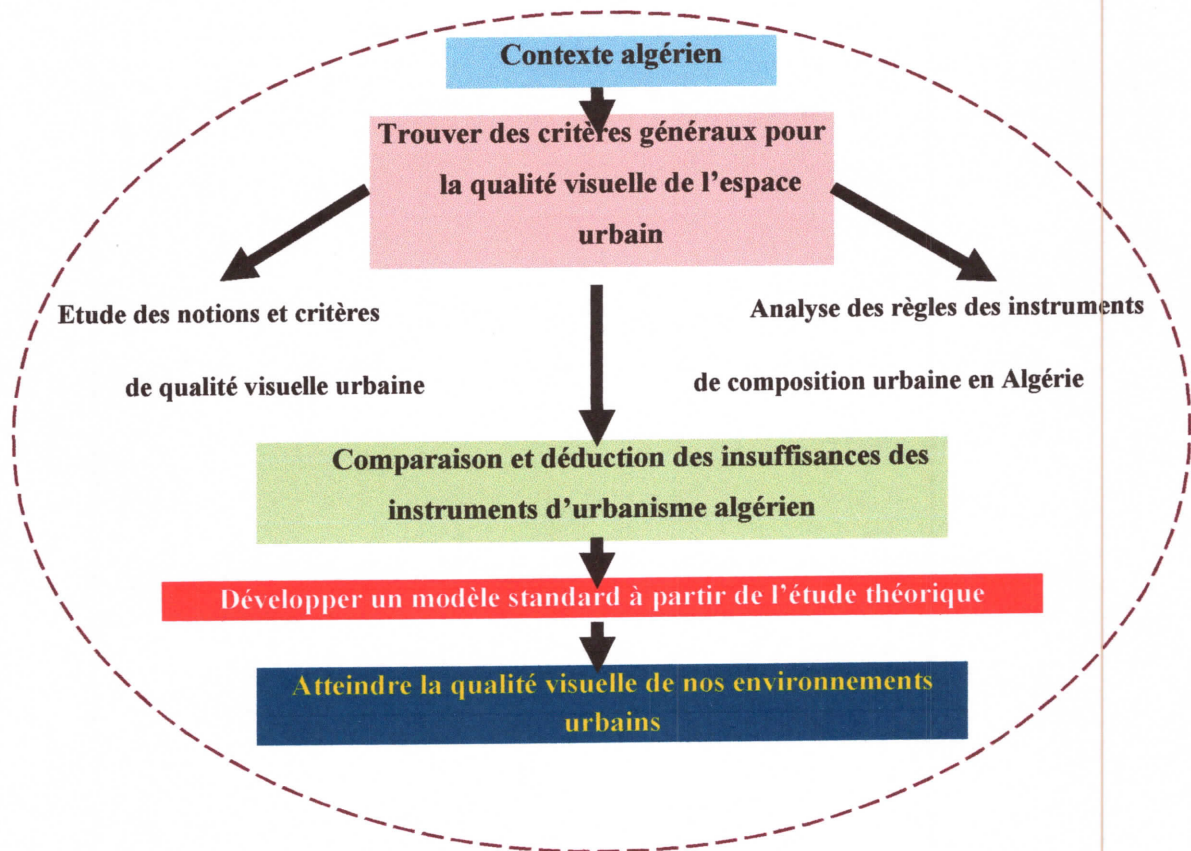 Contexte algérien
Trouver des critères généraux pour
la qualité visuelle de l’espace
urbain
Etude des notions et critères
de qualité visuelle urbaine
Analyse des règles des instruments
de composition urbaine en Algérie
Comparaison et déduction des insuffisances des
instruments d’urbanisme algérien
Développer un modèle standard à partir de l’étude théorique
Atteindre la qualité visuelle de nos environnements
urbains